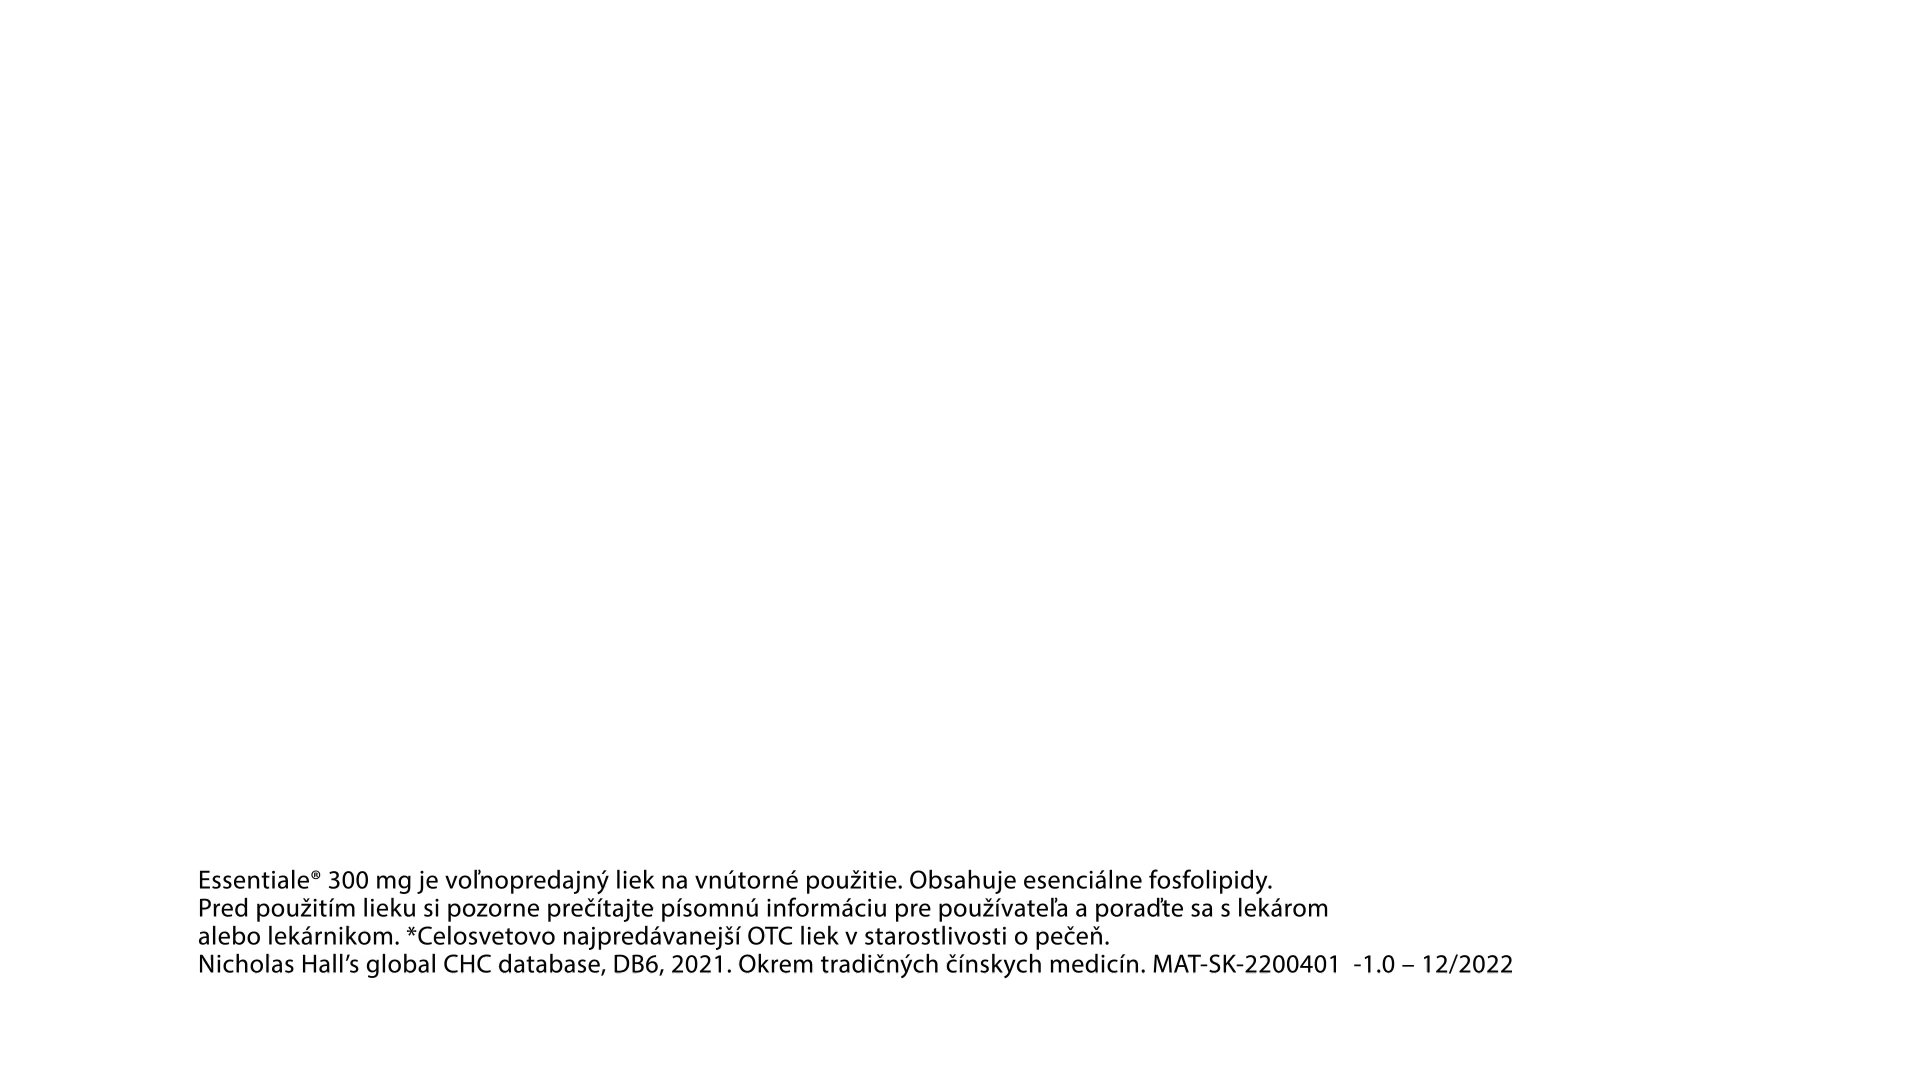 Essentiale® 300 mg je voľnopredajný liek na vnútorné použitie. Obsahuje esenciálne fosfolipidy.
Pred použitím lieku si pozorne prečítajte písomnú informáciu pre používateľa a poraďte sa s lekárom
alebo lekárnikom. *Celosvetovo najpredávanejší OTC liek v starostlivosti o pečeň.
Nicholas Hall’s global CHC database, DB6, 2021. Okrem tradičných čínskych medicín. MAT-SK-2200401  -1.0 – 12/2022